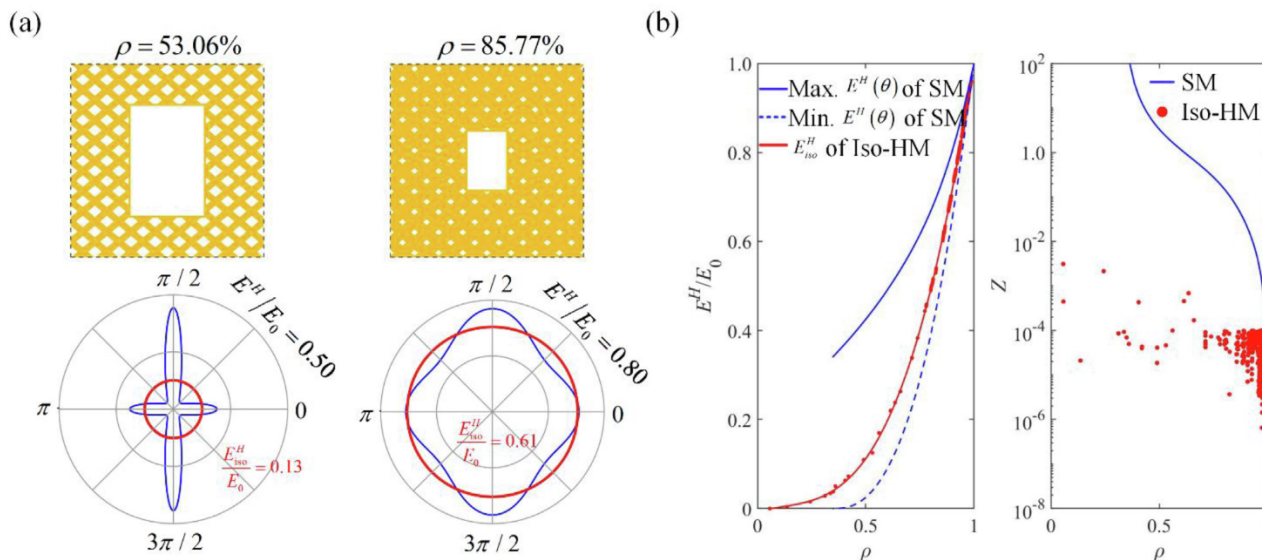 (a)
ρ = 53.06%
ρ = 85.77%
π / 2
E^H/E_0 = 0.50
π
0
E^H_iso/E_0 = 0.13
3π / 2
π / 2
E^H/E_0 = 0.80
π
0
E^H_iso/E_0 = 0.61
3π / 2
(b)
1.0
0.8
0.6
0.4
0.2
0
E^H/E_0
Max. E^H(θ) of SM
Min. E^H(θ) of SM
E^H_iso of Iso-HM
0.5
1
ρ
10^2
1.0
10^-2
10^-4
10^-6
10^-8
Z
SM
Iso-HM
0.5
ρ